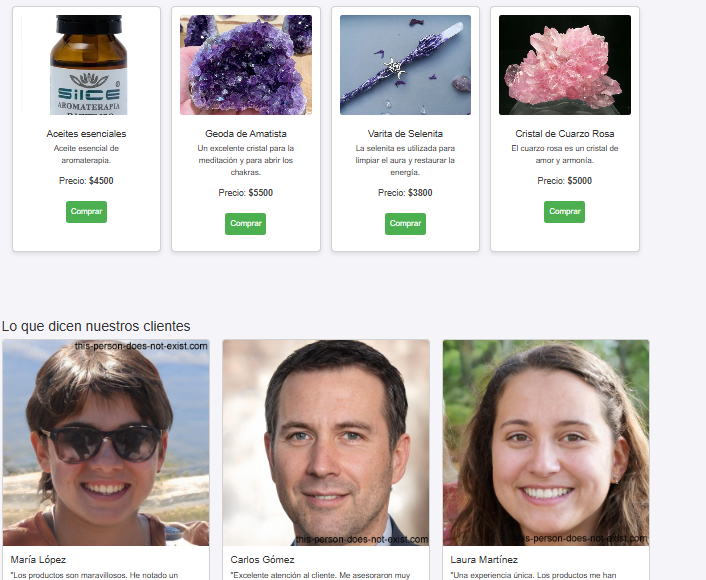 SiiCE®
AROMATERAPIA
Aceites esenciales
Aceite esencial de
aromaterapia.
Precio: $4500
Comprar
Geoda de Amatista
Un excelente cristal para la
meditación y para abrir los
chakras.
Precio: $5500
Comprar
Varita de Selenita
La selenita es utilizada para
limpiar el aura y restaurar la
energía.
Precio: $3800
Comprar
Cristal de Cuarzo Rosa
El cuarzo rosa es un cristal de
amor y armonía.
Precio: $5000
Comprar
Lo que dicen nuestros clientes
this-person-does-not-exist.com
María López
"Los productos son maravillosos. He notado un
this-person-does-not-exist.com
Carlos Gómez
"Excelente atención al cliente. Me asesoraron muy
this-person-does-not-exist.com
Laura Martínez
"Una experiencia única. Los productos me han